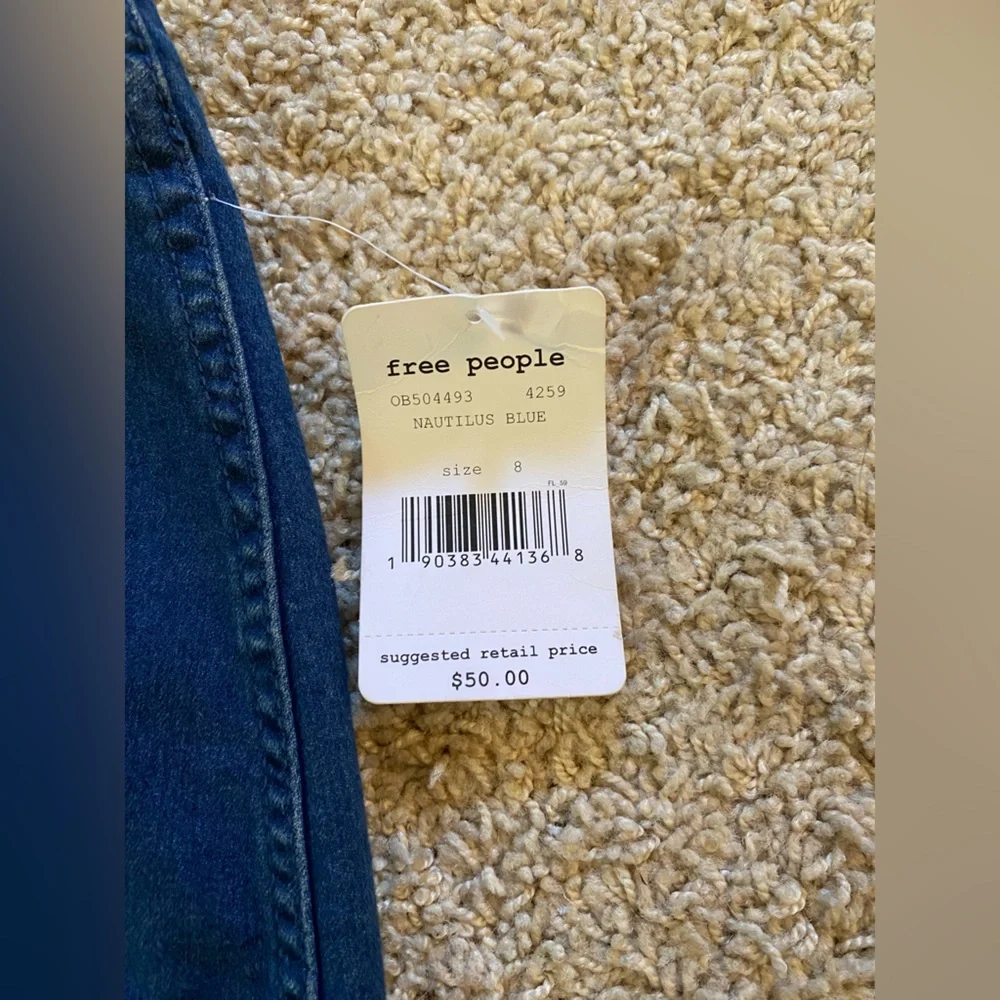 free people
OB504493 4259
NAUTILUS BLUE
size 8
FL 50
1 90383 44136 8
suggested retail price
$50.00